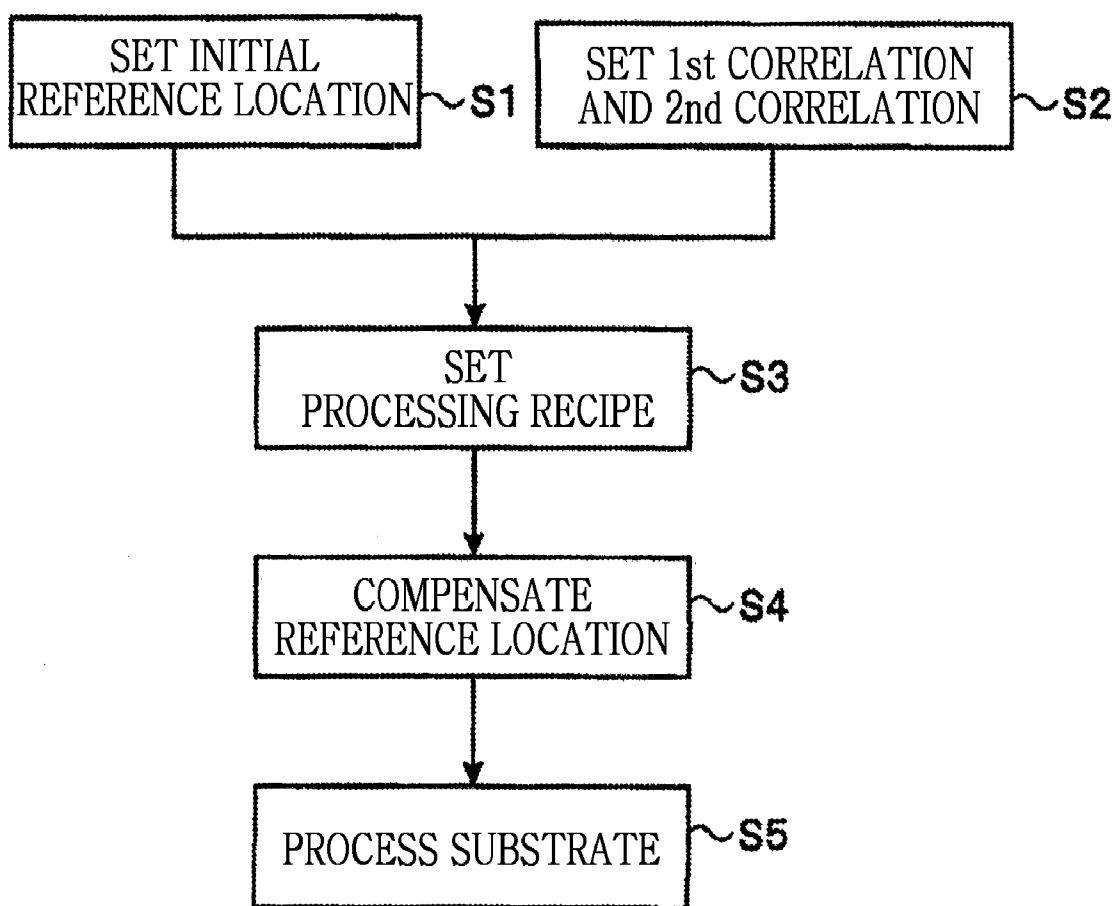 SET INITIAL
REFERENCE LOCATION
S1
SET 1st CORRELATION
AND 2nd CORRELATION
S2
SET
PROCESSING RECIPE
S3
COMPENSATE
REFERENCE LOCATION
S4
PROCESS SUBSTRATE
S5